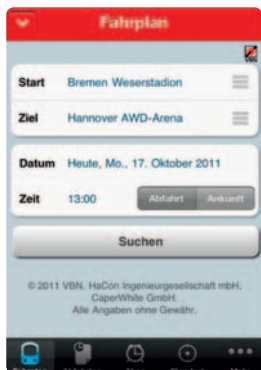 Fahrplan
VBN
Start Bremen Weserstadion
Ziel Hannover AWD-Arena
Datum Heute, Mo., 17. Oktober 2011
Zeit 13:00 Abfahrt Ankunft
Suchen
© 2011 VBN, HaCon Ingenieurgesellschaft mbH,
CaperWhite GmbH.
Alle Angaben ohne Gewähr.